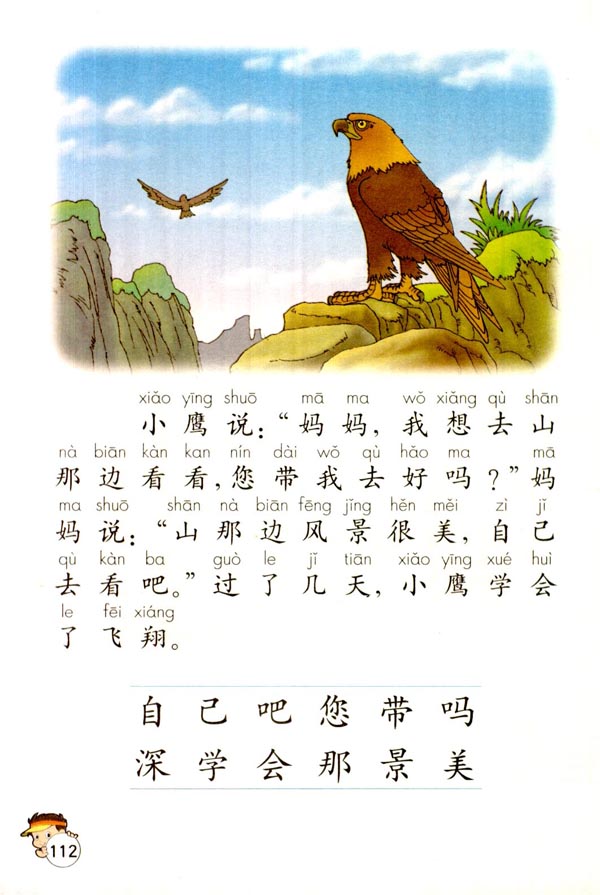 xiǎo yīng shuō mā ma wǒ xiǎng qù shān
小鹰说：“妈妈，我想去山
nà biān kàn kan nín dài wǒ qù hǎo ma mā
那边看看，您带我去好吗？”妈
ma shuō shān nà biān fēng jǐng hěn měi zì jǐ
妈说：“山那边风景很美，自己
qù kàn ba guò le jǐ tiān xiǎo yīng xué huì
去看吧。”过了几天，小鹰学会
le fēi xiáng
了飞翔。
自己吧您带吗
深学会那景美
112